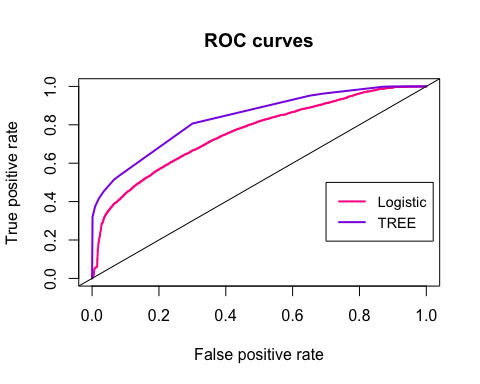 ROC curves
True positive rate
1.0
0.8
0.6
0.4
0.2
0.0
Logistic
TREE
0.0 0.2 0.4 0.6 0.8 1.0
False positive rate